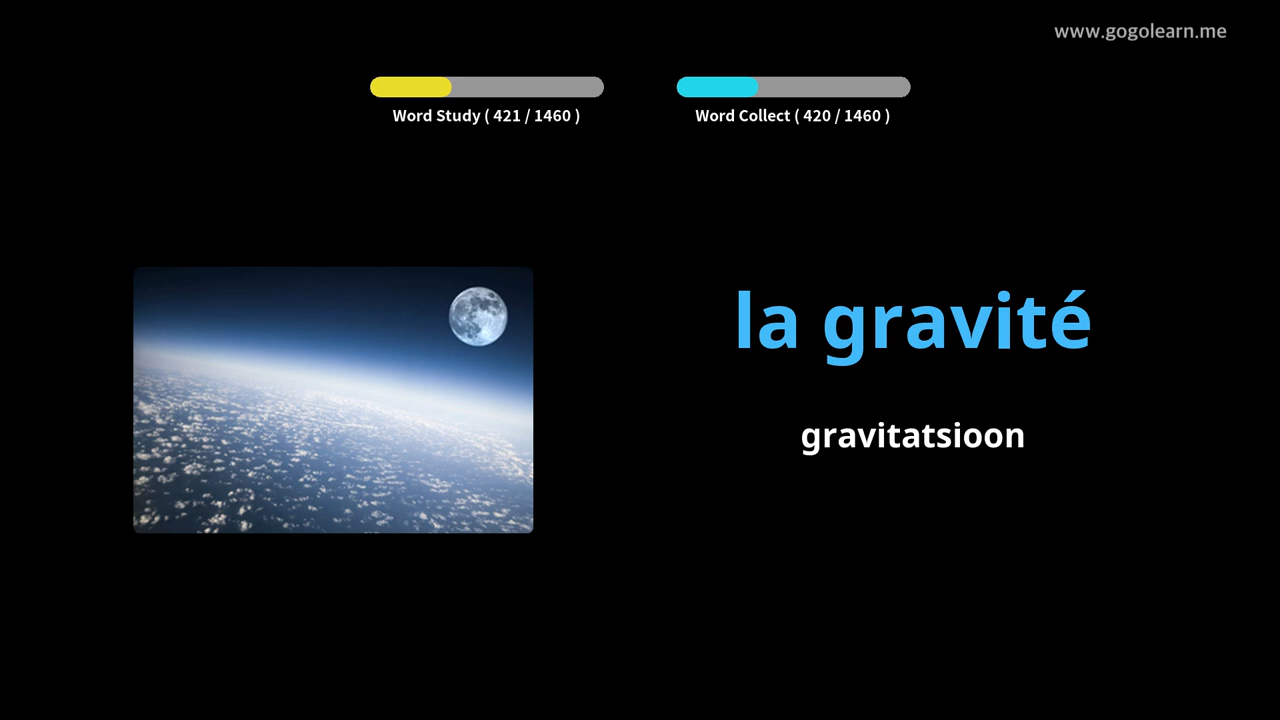 www.gogolearn.me
Word Study ( 421 / 1460 )
Word Collect ( 420 / 1460 )
la gravité
gravitatsioon